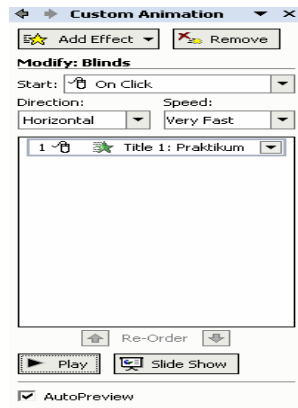 Custom Animation
Add Effect Remove
Modify: Blinds
Start: On Click
Direction: Speed:
Horizontal Very Fast
1 Title 1: Praktikum
Re-Order
Play Slide Show
AutoPreview